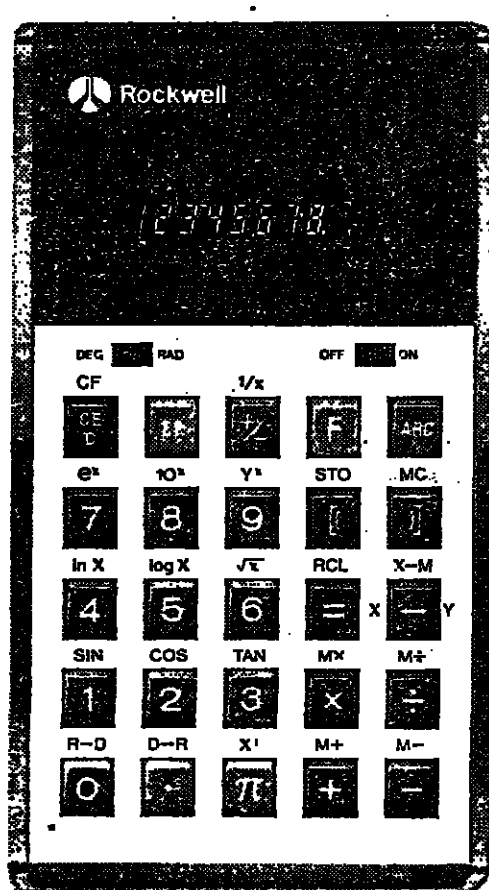 Rockwell
12345678.
DEG RAD OFF ON
CF 1/x
CE C +/- F ARC
eˣ 10ˣ Yˣ STO MC
7 8 9 [ ]
ln X log X √x RCL X↔M
4 5 6 = X ↔ Y
SIN COS TAN M× M÷
1 2 3 × ÷
R→D D→R X! M+ M−
0 · π + −